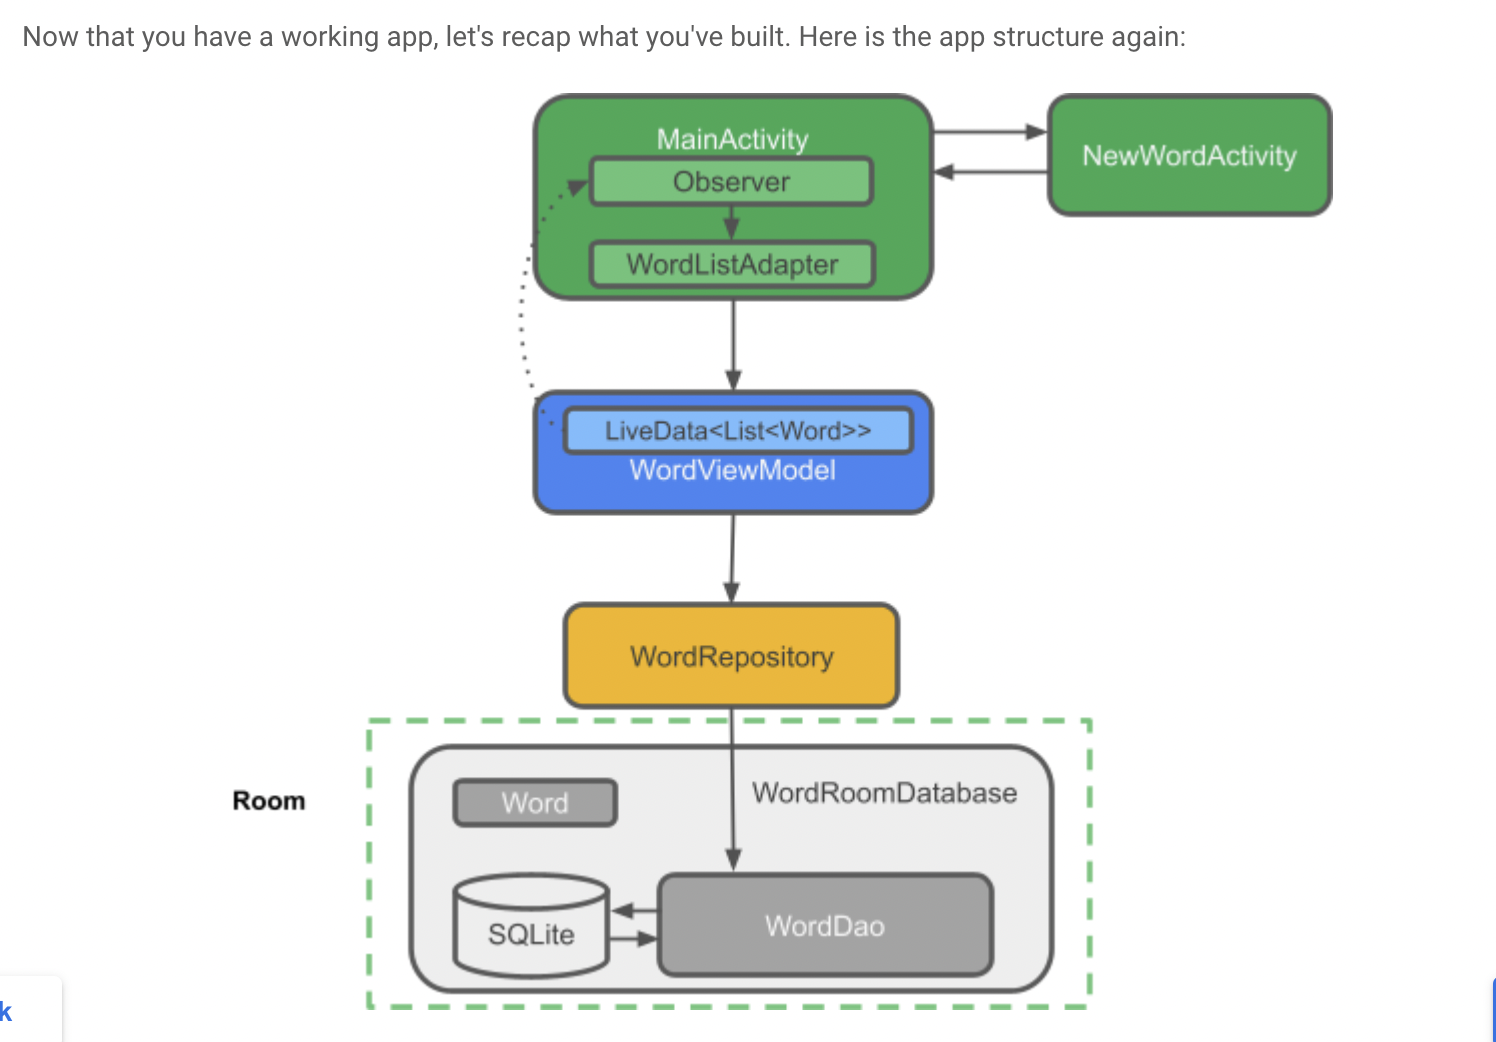 Now that you have a working app, let's recap what you've built. Here is the app structure again:
MainActivity
NewWordActivity
Observer
WordListAdapter
LiveData<List<Word>>
WordViewModel
WordRepository
Room
Word
WordRoomDatabase
SQLite
WordDao
k